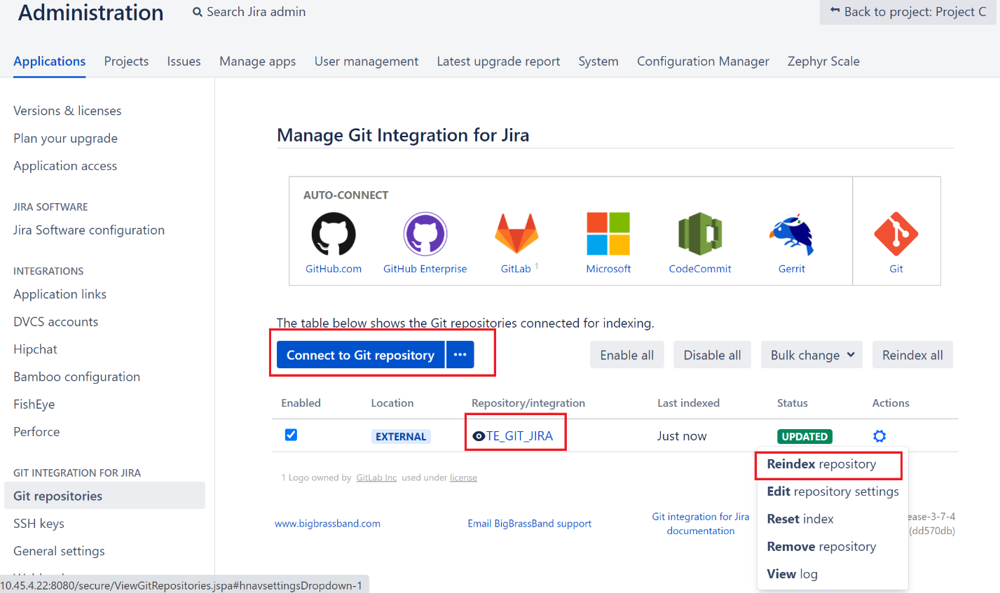 Administration
Search Jira admin
Back to project: Project C
Applications Projects Issues Manage apps User management Latest upgrade report System Configuration Manager Zephyr Scale
Versions & licenses
Plan your upgrade
Application access
JIRA SOFTWARE
Jira Software configuration
INTEGRATIONS
Application links
DVCS accounts
Hipchat
Bamboo configuration
FishEye
Perforce
GIT INTEGRATION FOR JIRA
Git repositories
SSH keys
General settings
10.45.4.22:8080/secure/ViewGitRepositories.jspa#hnavsettingsDropdown-1
Manage Git Integration for Jira
AUTO-CONNECT
GitHub.com GitHub Enterprise GitLab 1 Microsoft CodeCommit Gerrit Git
The table below shows the Git repositories connected for indexing.
Connect to Git repository ••• Enable all Disable all Bulk change Reindex all
Enabled Location Repository/integration Last indexed Status Actions
EXTERNAL TE_GIT_JIRA Just now UPDATED
Reindex repository
Edit repository settings
Reset index
Remove repository
View log
1 Logo owned by GitLab Inc used under license
www.bigbrassband.com Email BigBrassBand support Git integration for Jira
documentation
ease-3-7-4
(dd570db)